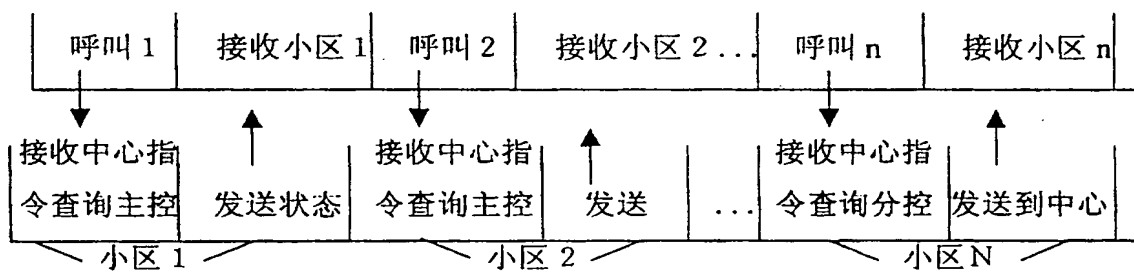 呼叫1 接收小区1 呼叫2 接收小区2... 呼叫n 接收小区n
接收中心指 接收中心指 接收中心指
令查询主控 发送状态 令查询主控 发送 ... 令查询分控 发送到中心
小区1 小区2 小区N